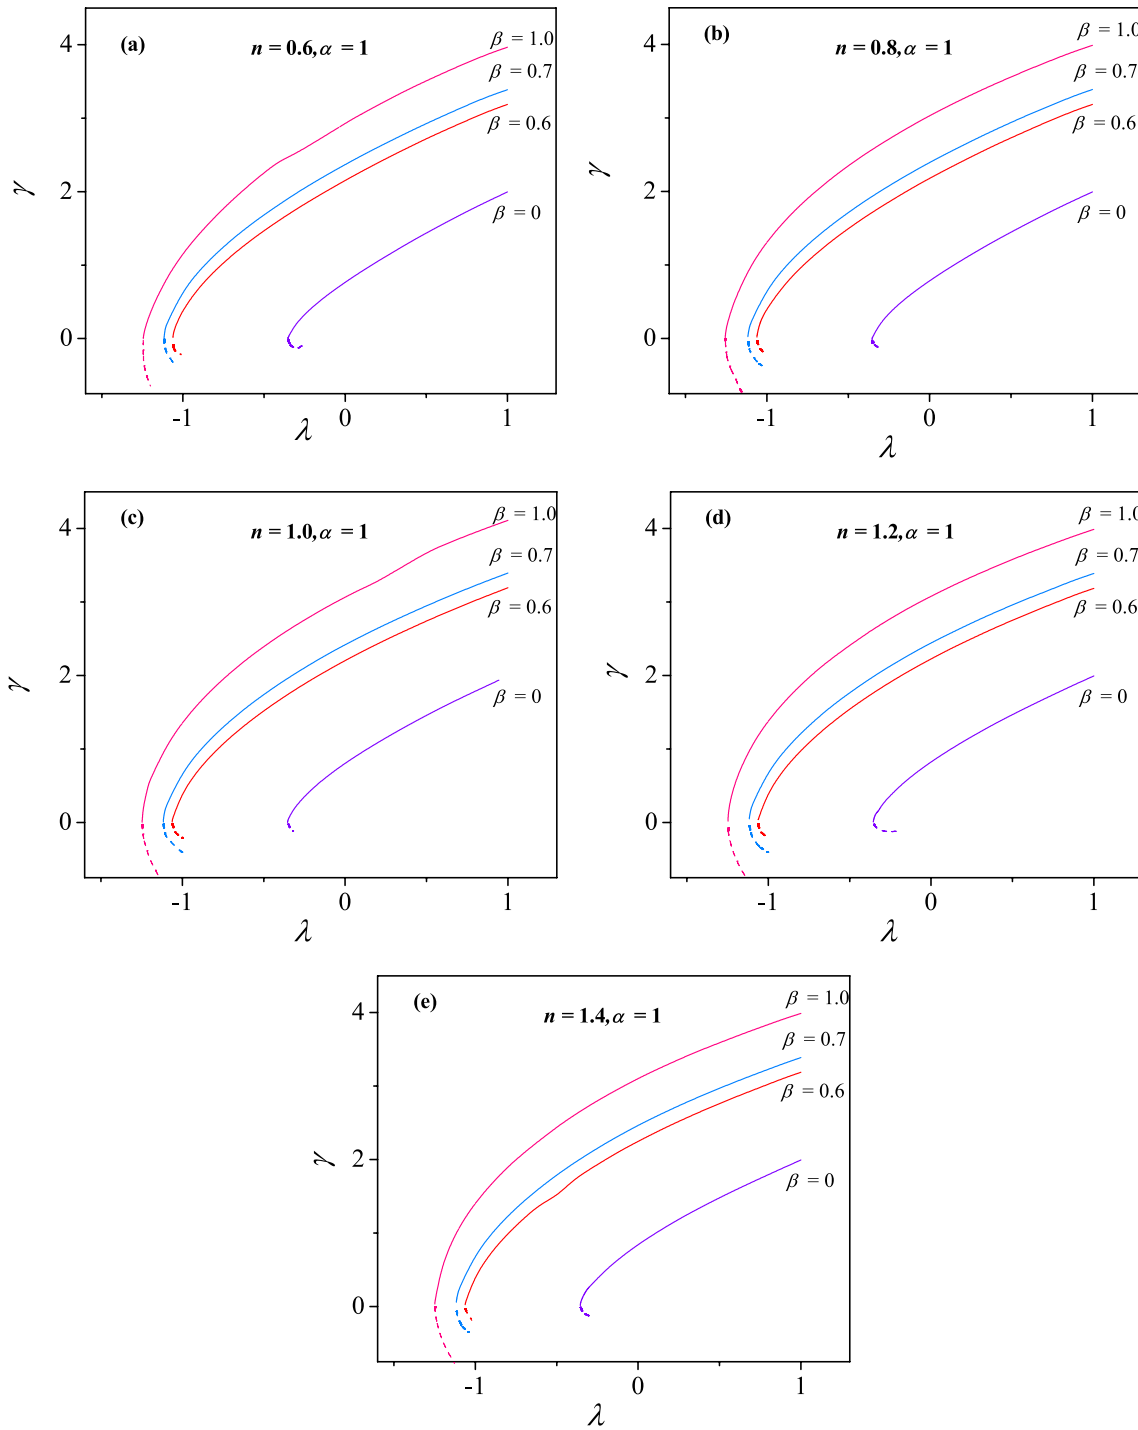 (a)
n = 0.6, α = 1
β = 1.0
β = 0.7
β = 0.6
β = 0
4
2
0
γ
-1
0
1
λ
(b)
n = 0.8, α = 1
β = 1.0
β = 0.7
β = 0.6
β = 0
4
2
0
γ
-1
0
1
λ
(c)
n = 1.0, α = 1
β = 1.0
β = 0.7
β = 0.6
β = 0
4
2
0
γ
-1
0
1
λ
(d)
n = 1.2, α = 1
β = 1.0
β = 0.7
β = 0.6
β = 0
4
2
0
γ
-1
0
1
λ
(e)
n = 1.4, α = 1
β = 1.0
β = 0.7
β = 0.6
β = 0
4
2
0
γ
-1
0
1
λ